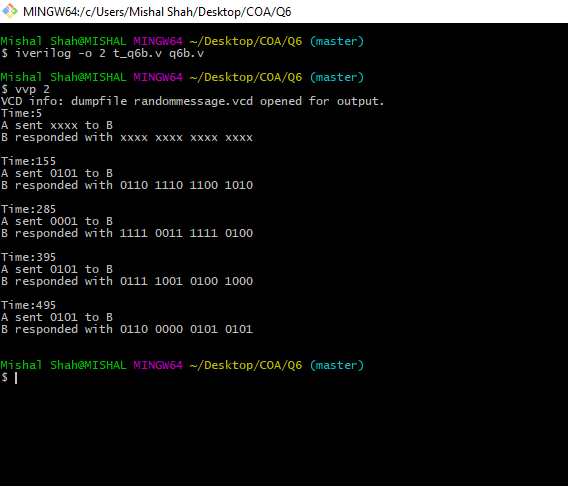 MINGW64:/c/Users/Mishal Shah/Desktop/COA/Q6
Mishal Shah@MISHAL MINGW64 ~/Desktop/COA/Q6 (master)
$ iverilog -o 2 t_q6b.v q6b.v
Mishal Shah@MISHAL MINGW64 ~/Desktop/COA/Q6 (master)
$ vvp 2
VCD info: dumpfile randommessage.vcd opened for output.
Time:5
A sent xxxx to B
B responded with xxxx xxxx xxxx xxxx
Time:155
A sent 0101 to B
B responded with 0110 1110 1100 1010
Time:285
A sent 0001 to B
B responded with 1111 0011 1111 0100
Time:395
A sent 0101 to B
B responded with 0111 1001 0100 1000
Time:495
A sent 0101 to B
B responded with 0110 0000 0101 0101
Mishal Shah@MISHAL MINGW64 ~/Desktop/COA/Q6 (master)
$